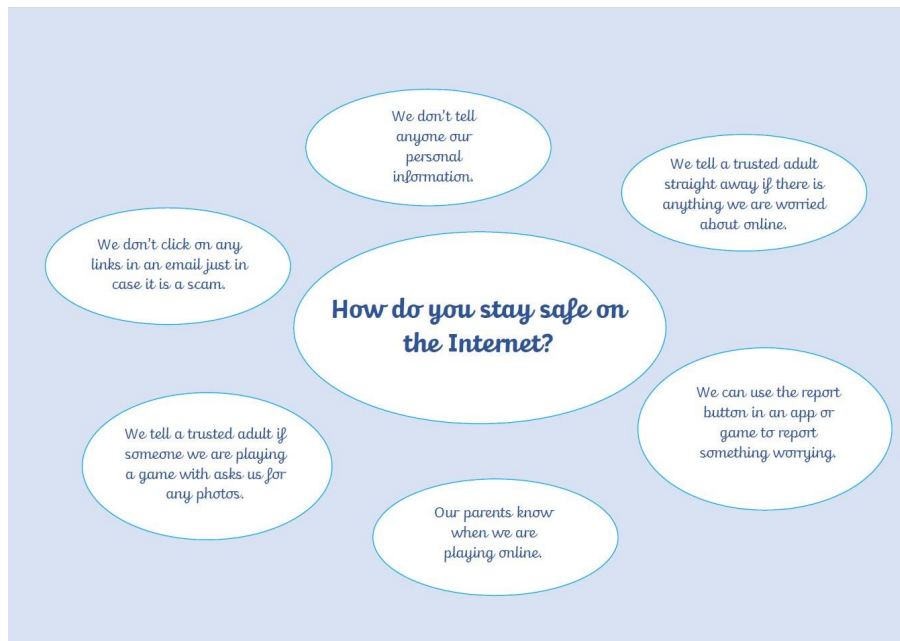 We don't tell
anyone our
personal
information.
We tell a trusted adult
straight away if there is
anything we are worried
about online.
We don't click on any
links in an email just in
case it is a scam.
How do you stay safe on
the Internet?
We can use the report
button in an app or
game to report
something worrying.
We tell a trusted adult if
someone we are playing
a game with asks us for
any photos.
Our parents know
when we are
playing online.